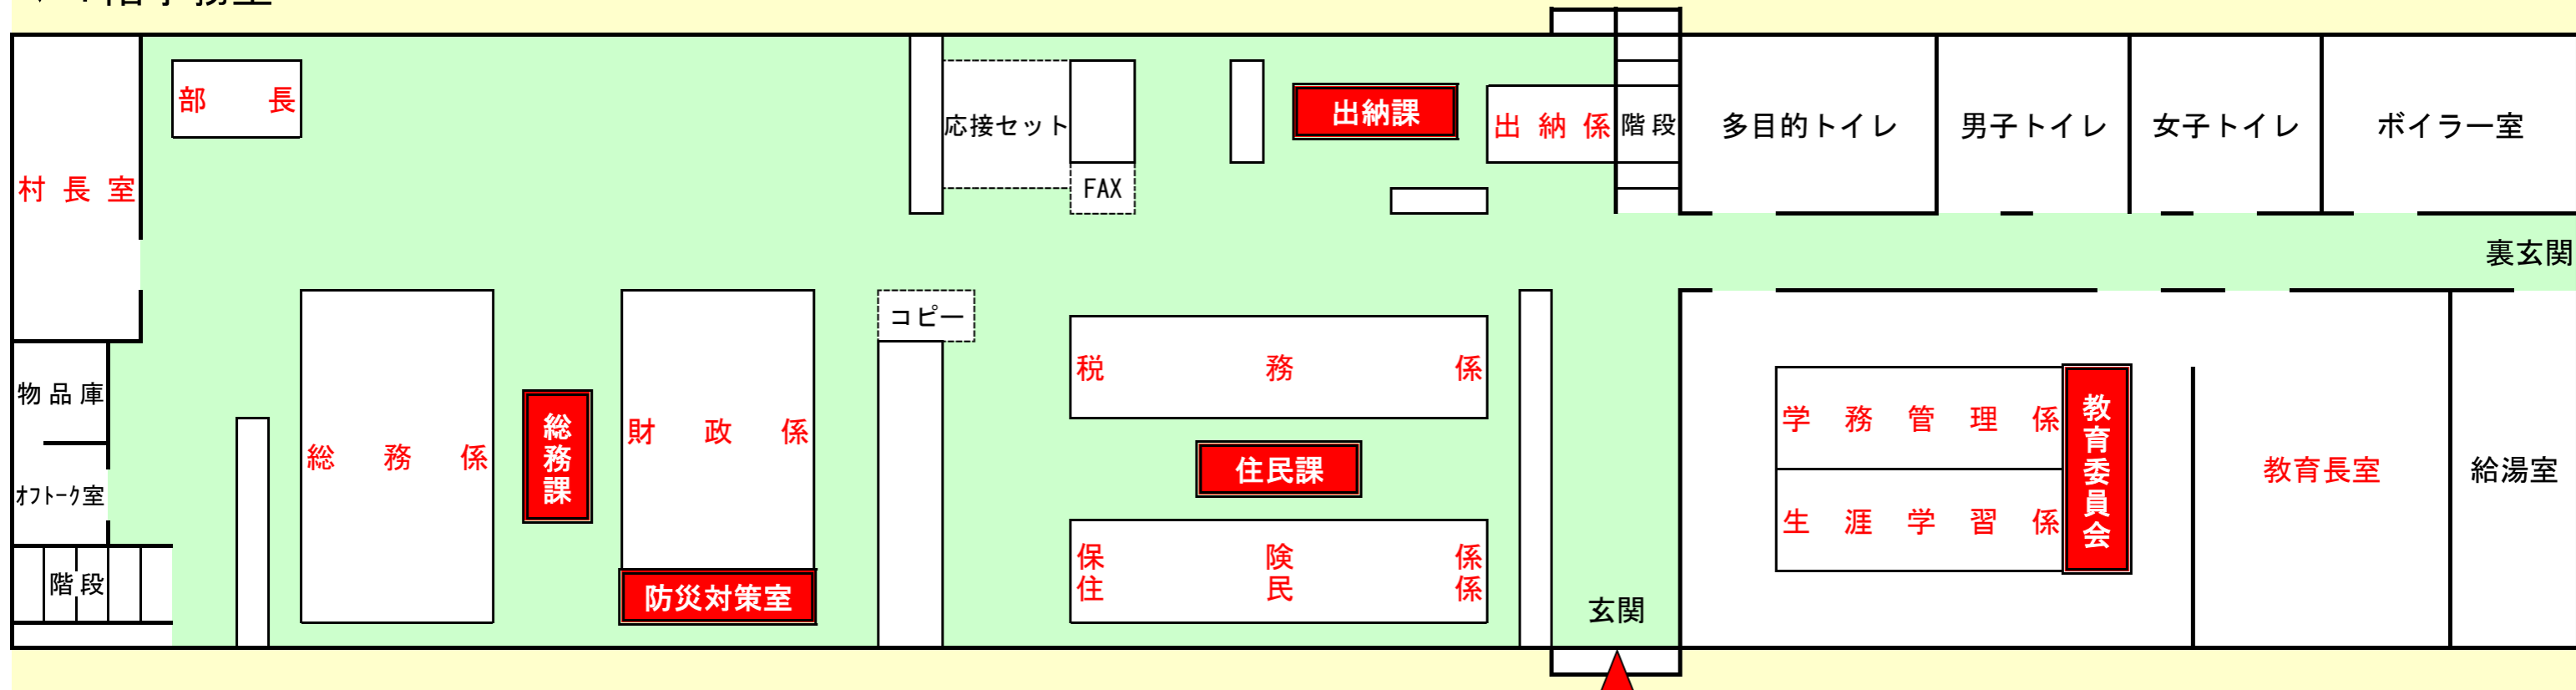 部長
応接セット
FAX
出納課
出納係
階段
多目的トイレ
男子トイレ
女子トイレ
ボイラー室
村長室
裏玄関
コピー
物品庫
オフトーク室
階段
総務係
総務課
財政係
防災対策室
税務係
住民課
保険係
住民係
玄関
学務管理係
生涯学習係
教育委員会
教育長室
給湯室